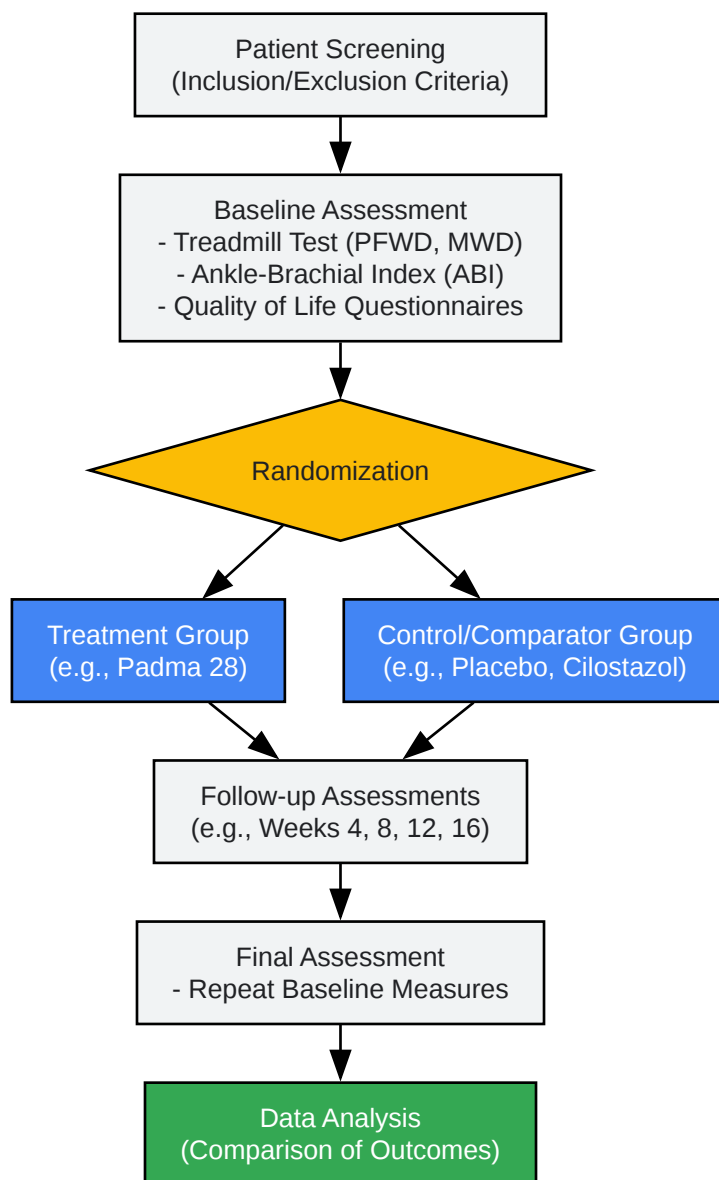 Patient Screening
(Inclusion/Exclusion Criteria)
Baseline Assessment
- Treadmill Test (PFWD, MWD)
- Ankle-Brachial Index (ABI)
- Quality of Life Questionnaires
Randomization
Treatment Group
(e.g., Padma 28)
Control/Comparator Group
(e.g., Placebo, Cilostazol)
Follow-up Assessments
(e.g., Weeks 4, 8, 12, 16)
Final Assessment
- Repeat Baseline Measures
Data Analysis
(Comparison of Outcomes)